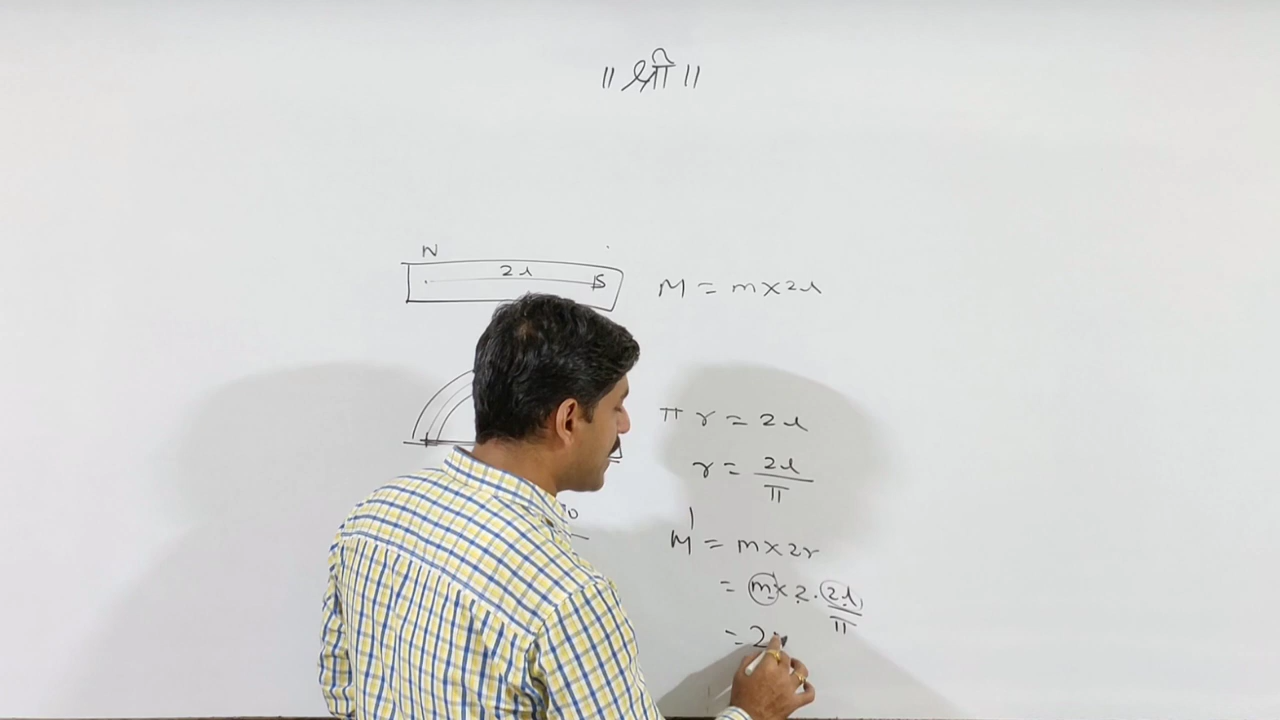 ॥ श्री ॥
N
2l
S
M = m×2l
π r = 2l
r = 2l/π
M' = m×2r
= m×2.2l/π
= 2